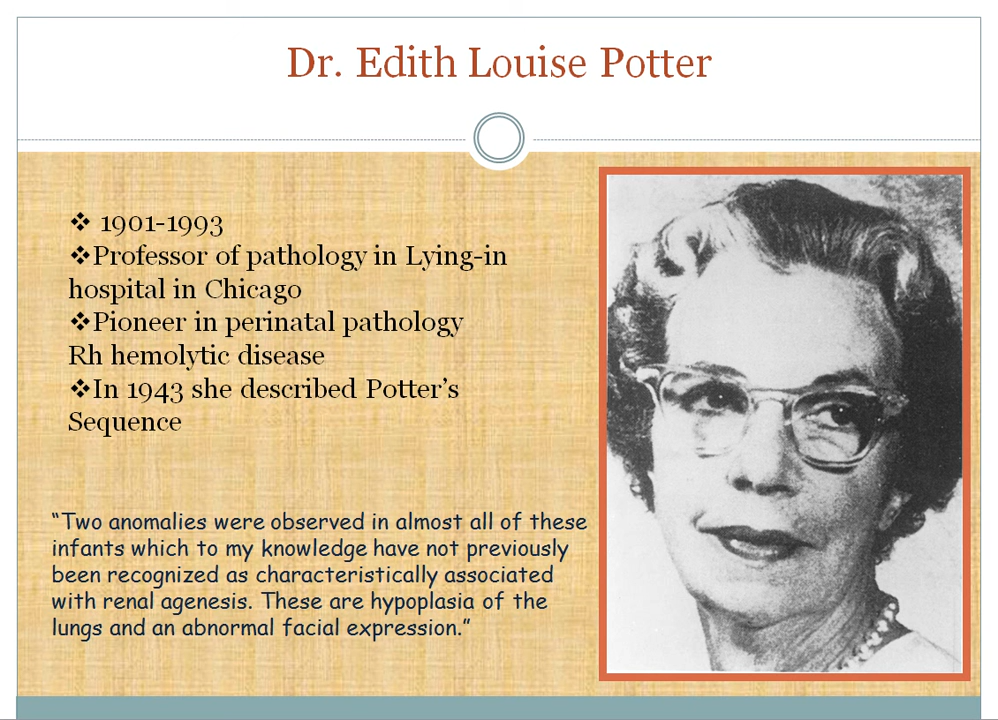 Dr. Edith Louise Potter
❖ 1901-1993
❖Professor of pathology in Lying-in
hospital in Chicago
❖Pioneer in perinatal pathology
Rh hemolytic disease
❖In 1943 she described Potter’s
Sequence
“Two anomalies were observed in almost all of these
infants which to my knowledge have not previously
been recognized as characteristically associated
with renal agenesis. These are hypoplasia of the
lungs and an abnormal facial expression.”